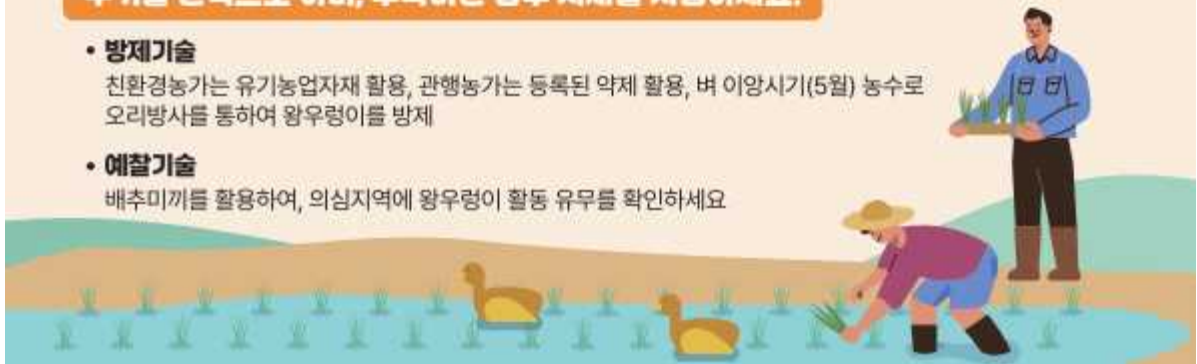 • 방제기술
친환경농가는 유기농업자재 활용, 관행농가는 등록된 약제 활용, 벼 이앙시기(5월) 농수로
오리방사를 통하여 왕우렁이를 방제
• 예찰기술
배추미끼를 활용하여, 의심지역에 왕우렁이 활동 유무를 확인하세요